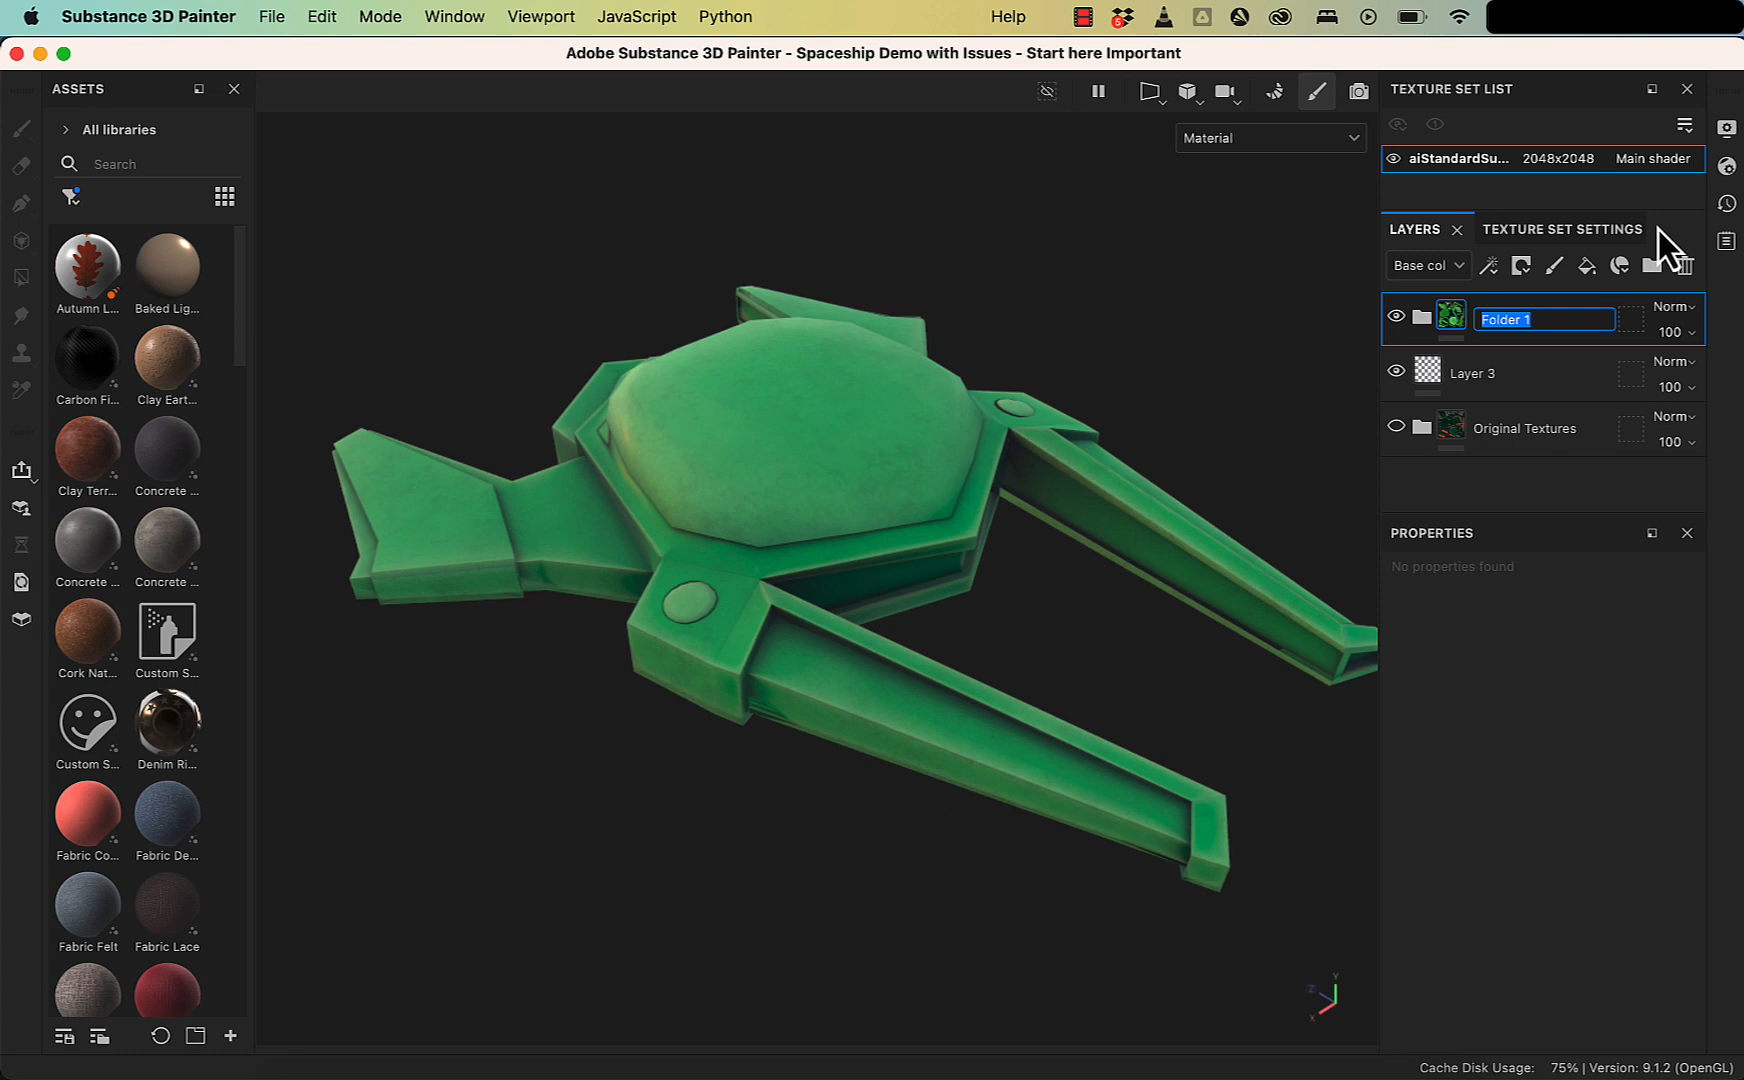 Substance 3D Painter File Edit Mode Window Viewport JavaScript Python Help
5
Adobe Substance 3D Painter - Spaceship Demo with Issues - Start here Important
ASSETS
All libraries
Search
Autumn L...
Baked Lig...
Carbon Fi...
Clay Eart...
Clay Terr...
Concrete ...
Concrete ...
Concrete ...
Cork Nat...
Custom S...
Custom S...
Denim Ri...
Fabric Co...
Fabric De...
Fabric Felt
Fabric Lace
Material
Y
Z
X
TEXTURE SET LIST
aiStandardSu... 2048x2048 Main shader
LAYERS
TEXTURE SET SETTINGS
Base col
Folder 1
Norm
100
Layer 3
Norm
100
Original Textures
Norm
100
PROPERTIES
No properties found
Cache Disk Usage: 75% | Version: 9.1.2 (OpenGL)